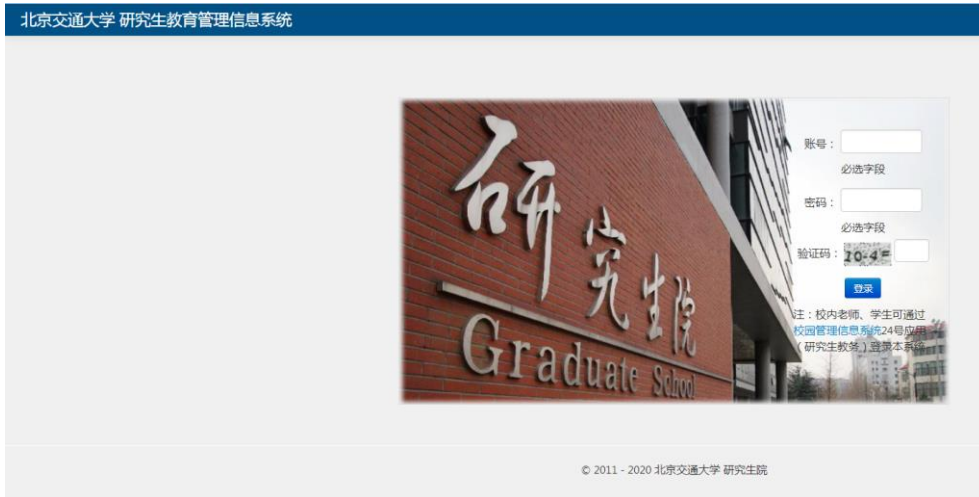 北京交通大学 研究生教育管理信息系统
研究生院
Graduate School
账号：
必选字段
密码：
必选字段
验证码： 10-4=
登录
注：校内老师、学生可通过
校园管理信息系统24号应用
（研究生教务）登录本系统
© 2011 - 2020 北京交通大学 研究生院